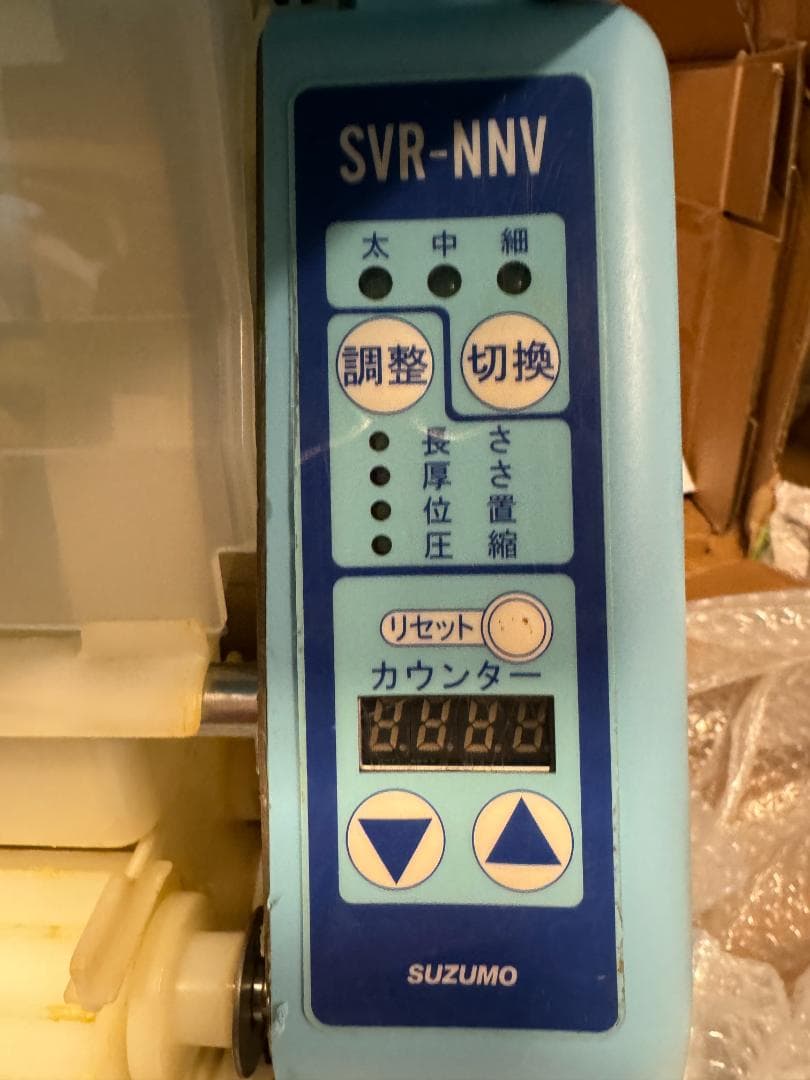 SVR-NNV
太 中 細
調整 切換
長さ
厚さ
位置
圧縮
リセット
カウンター
SUZUMO